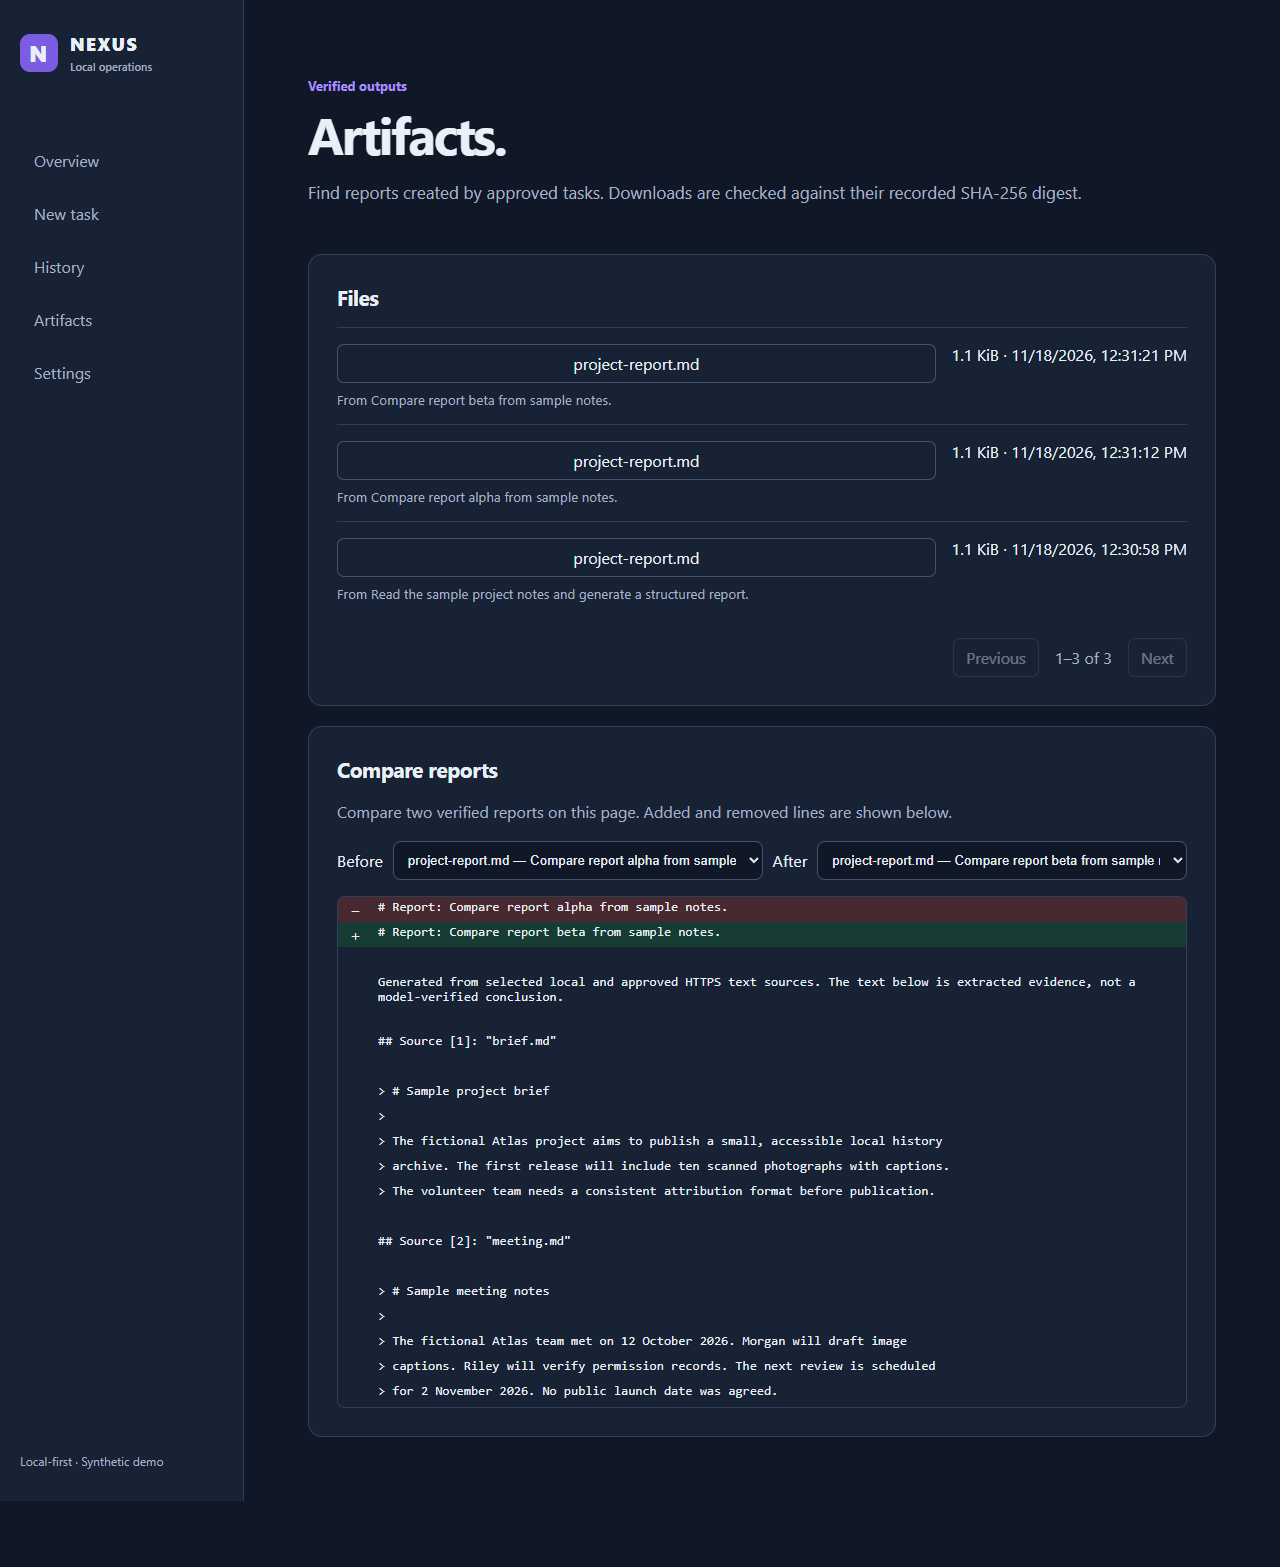 N
NEXUS
Local operations
Overview
New task
History
Artifacts
Settings
Local-first · Synthetic demo
Verified outputs
Artifacts.
Find reports created by approved tasks. Downloads are checked against their recorded SHA-256 digest.
Files
project-report.md
1.1 KiB · 11/18/2026, 12:31:21 PM
From Compare report beta from sample notes.
project-report.md
1.1 KiB · 11/18/2026, 12:31:12 PM
From Compare report alpha from sample notes.
project-report.md
1.1 KiB · 11/18/2026, 12:30:58 PM
From Read the sample project notes and generate a structured report.
Previous 1–3 of 3 Next
Compare reports
Compare two verified reports on this page. Added and removed lines are shown below.
Before project-report.md — Compare report alpha from sample After project-report.md — Compare report beta from sample
− # Report: Compare report alpha from sample notes.
+ # Report: Compare report beta from sample notes.
Generated from selected local and approved HTTPS text sources. The text below is extracted evidence, not a
model-verified conclusion.
## Source [1]: "brief.md"
> # Sample project brief
>
> The fictional Atlas project aims to publish a small, accessible local history
> archive. The first release will include ten scanned photographs with captions.
> The volunteer team needs a consistent attribution format before publication.
## Source [2]: "meeting.md"
> # Sample meeting notes
>
> The fictional Atlas team met on 12 October 2026. Morgan will draft image
> captions. Riley will verify permission records. The next review is scheduled
> for 2 November 2026. No public launch date was agreed.